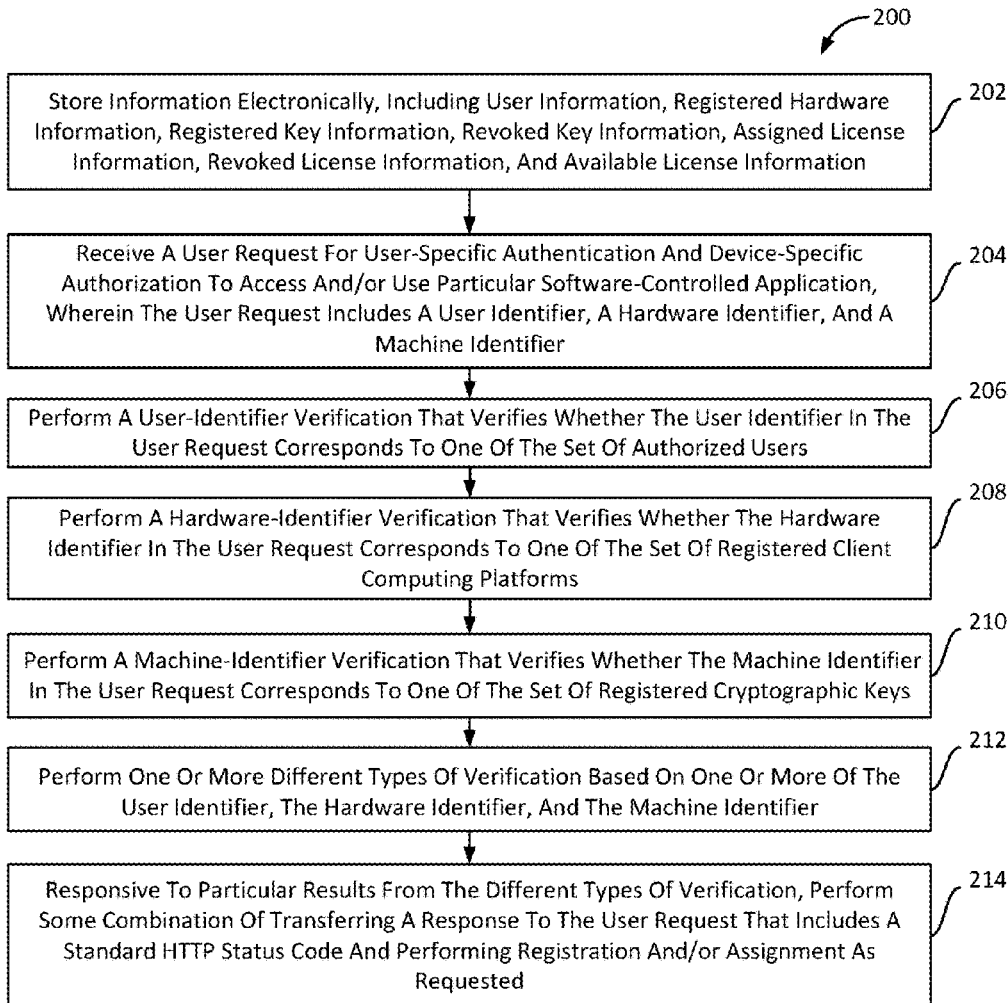 200
Store Information Electronically, Including User Information, Registered Hardware
Information, Registered Key Information, Revoked Key Information, Assigned License
Information, Revoked License Information, And Available License Information
202
Receive A User Request For User-Specific Authentication And Device-Specific
Authorization To Access And/or Use Particular Software-Controlled Application,
Wherein The User Request Includes A User Identifier, A Hardware Identifier, And A
Machine Identifier
204
Perform A User-Identifier Verification That Verifies Whether The User Identifier In The
User Request Corresponds To One Of The Set Of Authorized Users
206
Perform A Hardware-Identifier Verification That Verifies Whether The Hardware
Identifier In The User Request Corresponds To One Of The Set Of Registered Client
Computing Platforms
208
Perform A Machine-Identifier Verification That Verifies Whether The Machine Identifier
In The User Request Corresponds To One Of The Set Of Registered Cryptographic Keys
210
Perform One Or More Different Types Of Verification Based On One Or More Of The
User Identifier, The Hardware Identifier, And The Machine Identifier
212
Responsive To Particular Results From The Different Types Of Verification, Perform
Some Combination Of Transferring A Response To The User Request That Includes A
Standard HTTP Status Code And Performing Registration And/or Assignment As
Requested
214